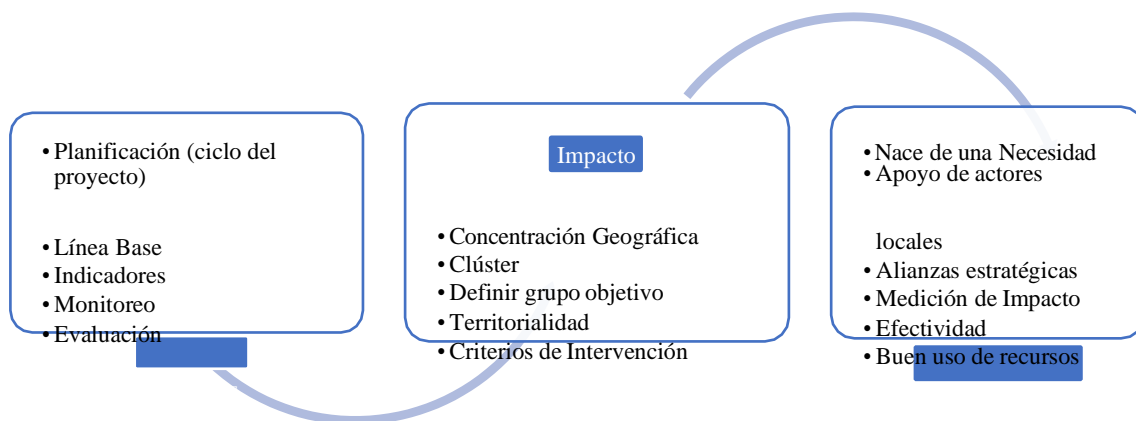 • Planificación (ciclo del
proyecto)
• Línea Base
• Indicadores
• Monitoreo
• Evaluación
Impacto
• Concentración Geográfica
• Clúster
• Definir grupo objetivo
• Territorialidad
• Criterios de Intervención
• Nace de una Necesidad
• Apoyo de actores
locales
• Alianzas estratégicas
• Medición de Impacto
• Efectividad
• Buen uso de recursos